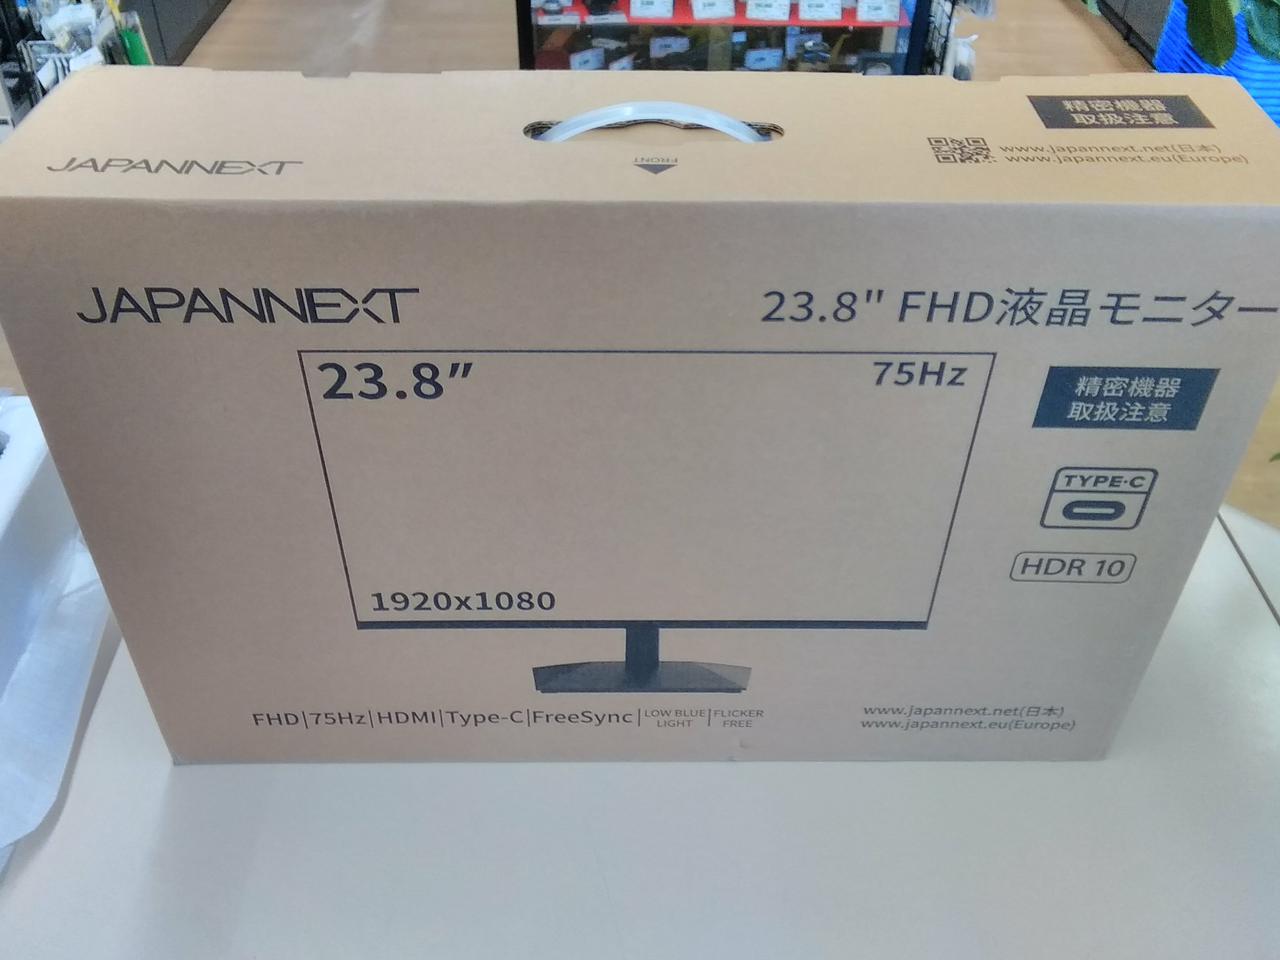 精密機器
取扱注意
JAPANNEXT
FRONT
www.japannext.net(日本)
www.japannext.eu(Europe)
JAPANNEXT
23.8" FHD液晶モニター
23.8"
75Hz
精密機器
取扱注意
TYPE-C
HDR 10
1920x1080
FHD|75Hz|HDMI|Type-C|FreeSync|LOW BLUE LIGHT|FLICKER FREE
www.japannext.net(日本)
www.japannext.eu(Europe)